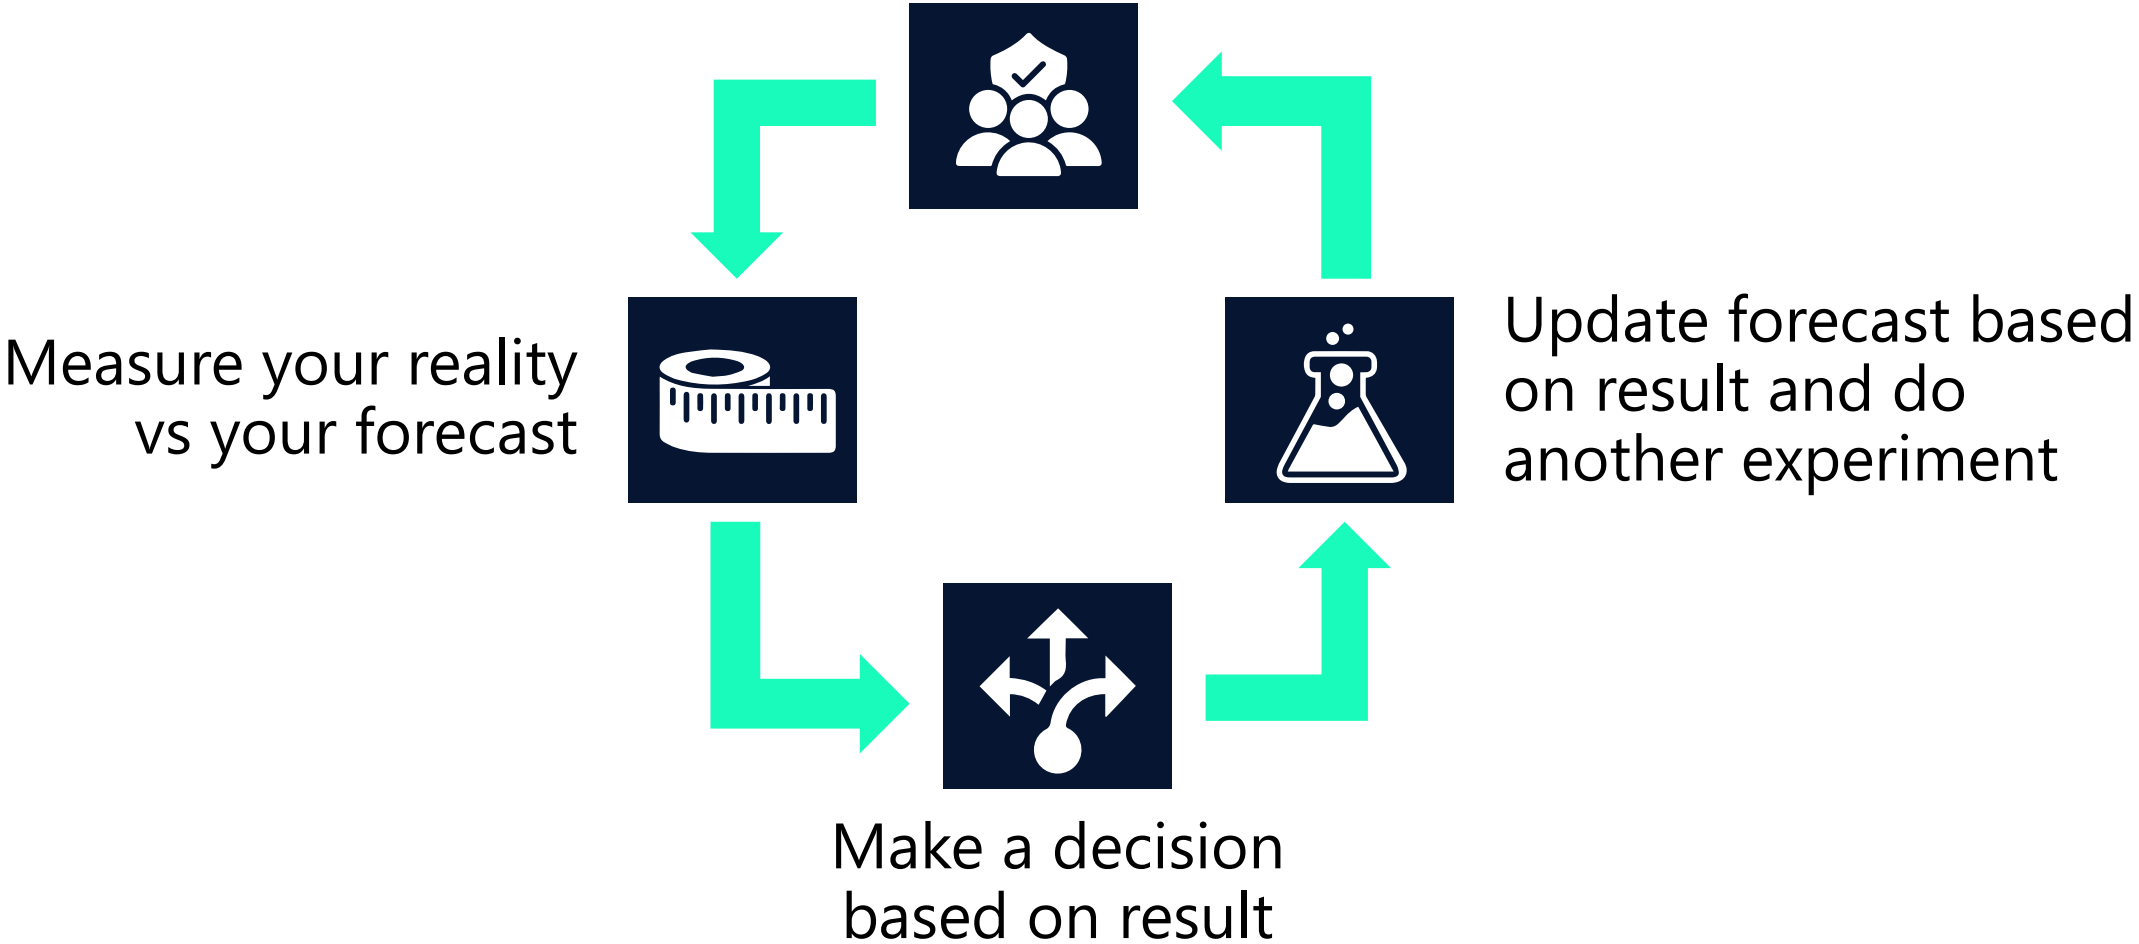 Measure your reality
vs your forecast
Update forecast based
on result and do
another experiment
Make a decision
based on result